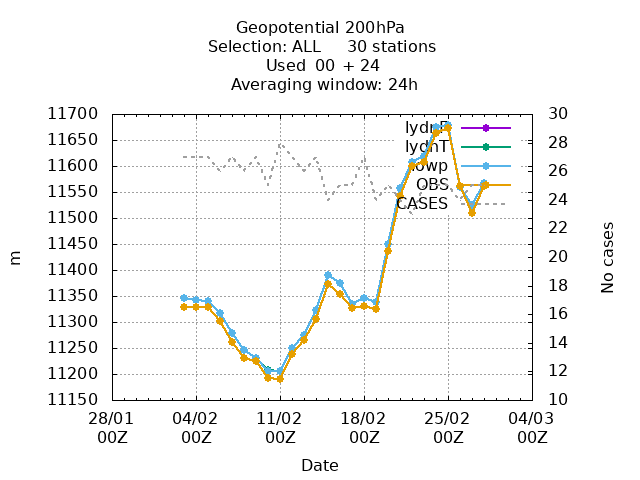 Geopotential 200hPa
Selection: ALL 30 stations
Used 00 + 24
Averaging window: 24h
11700
11650
11600
11550
11500
11450
11400
11350
11300
11250
11200
11150
m
30
28
26
24
22
20
18
16
14
12
10
No cases
OBS
CASES
28/01 04/02 11/02 18/02 25/02 04/03
00Z 00Z 00Z 00Z 00Z 00Z
Date